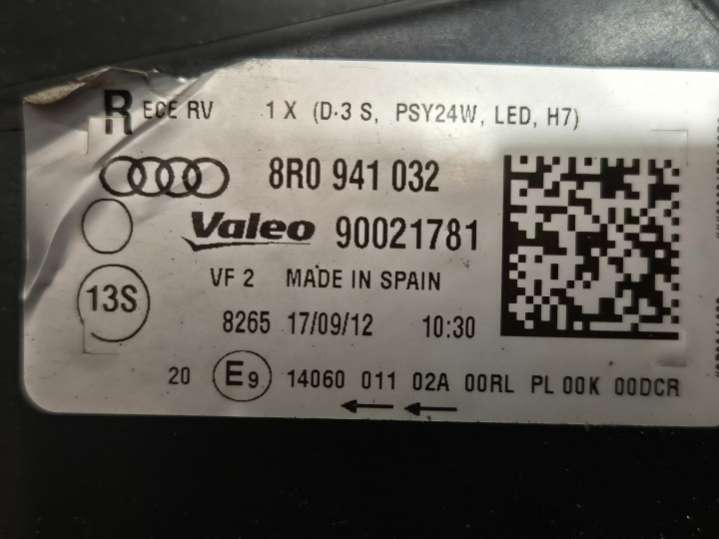 R ECE RV 1 X (D·3 S, PSY24W, LED, H7)
8R0 941 032
Valeo 90021781
VF 2 MADE IN SPAIN
13S
8265 17/09/12 10:30
20 E9 14060 011 02A 00RL PL 00K 00DCR